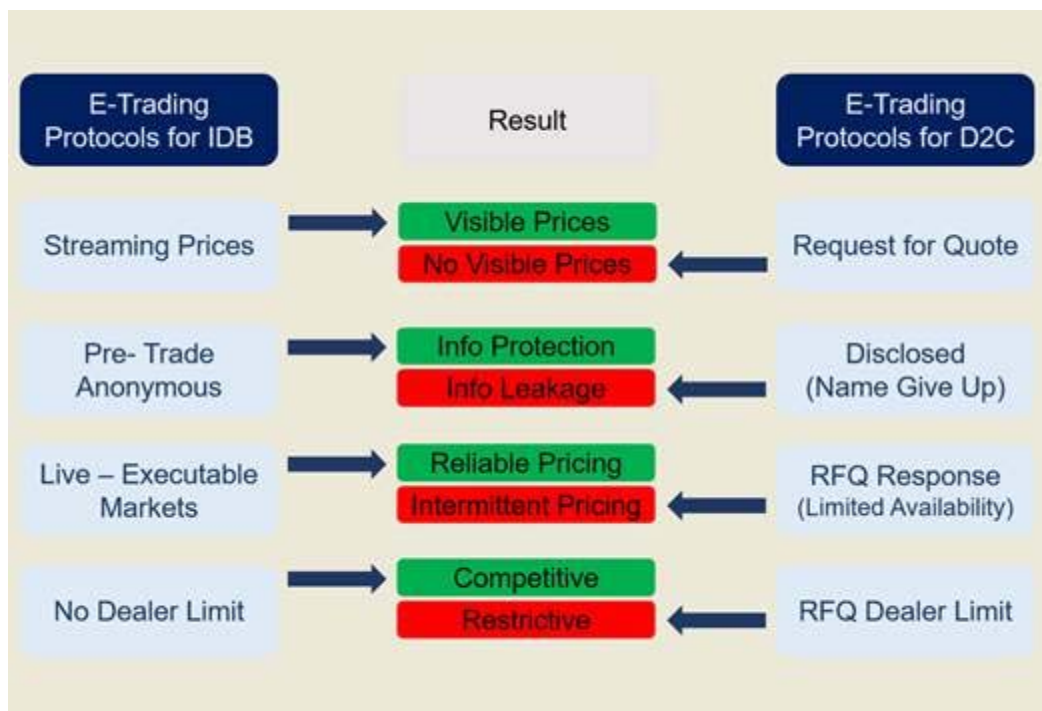 E-Trading
Protocols for IDB
Result
E-Trading
Protocols for D2C
Streaming Prices
Visible Prices
No Visible Prices
Request for Quote
Pre- Trade
Anonymous
Info Protection
Info Leakage
Disclosed
(Name Give Up)
Live – Executable
Markets
Reliable Pricing
Intermittent Pricing
RFQ Response
(Limited Availability)
No Dealer Limit
Competitive
Restrictive
RFQ Dealer Limit